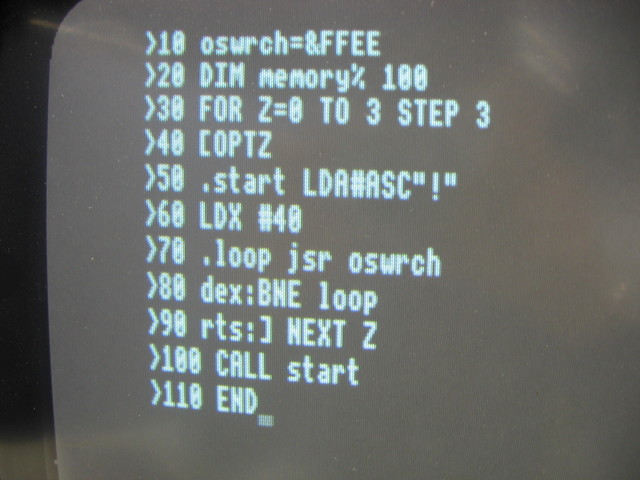 >10 oswrch=&FFEE
>20 DIM memory% 100
>30 FOR Z=0 TO 3 STEP 3
>40 [OPTZ
>50 .start LDA#ASC"!"
>60 LDX #40
>70 .loop jsr oswrch
>80 dex:BNE loop
>90 rts:] NEXT Z
>100 CALL start
>110 END_